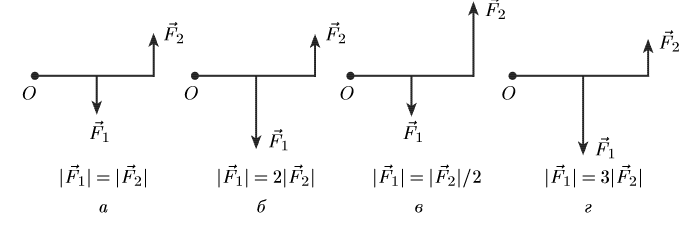 F⃗₂ F⃗₂ F⃗₂ F⃗₂
O O O O
F⃗₁ F⃗₁ F⃗₁ F⃗₁
|F⃗₁| = |F⃗₂| |F⃗₁| = 2|F⃗₂| |F⃗₁| = |F⃗₂|/2 |F⃗₁| = 3|F⃗₂|
а б в г